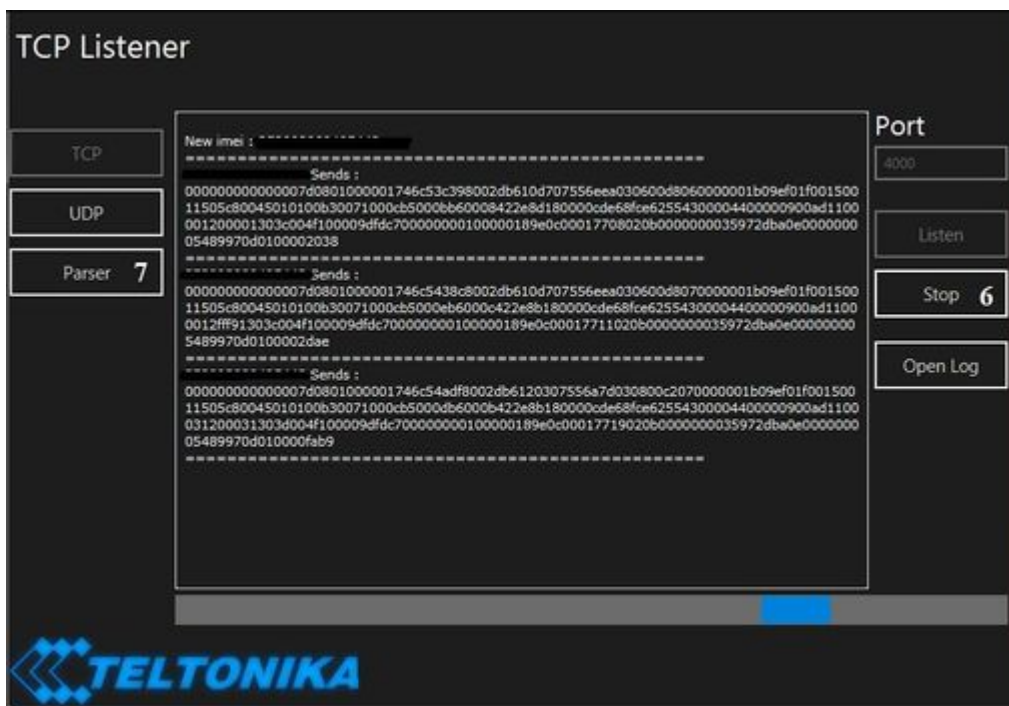 TCP Listener
TCP
UDP
Parser 7
New imei :
Sends :
000000000000007d0801000001746c53c398002db610d707556eea030600d8060000001b09ef01f001500
11505c80045010100b30071000cb5000bb60008422e8d180000cde68fce62554300004400000900ad1100
001200001303c004f100009dfdc700000000100000189e0c00017708020b0000000035972dba0e0000000
05489970d0100002038
Sends :
000000000000007d0801000001746c5438c8002db610d707556eea030600d8070000001b09ef01f001500
11505c80045010100b30071000cb5000eb6000c422e8b180000cde68fce62554300004400000900ad1100
0012fff91303c004f100009dfdc700000000100000189e0c00017711020b0000000035972dba0e00000000
5489970d0100002dae
Sends :
000000000000007d0801000001746c54adf8002db6120307556a7d030800c2070000001b09ef01f001500
11505c80045010100b30071000cb5000db6000b422e8b180000cde68fce62554300004400000900ad1100
031200031303d004f100009dfdc700000000100000189e0c00017719020b0000000035972dba0e0000000
05489970d010000fab9
Port
4000
Listen
Stop 6
Open Log
TELTONIKA